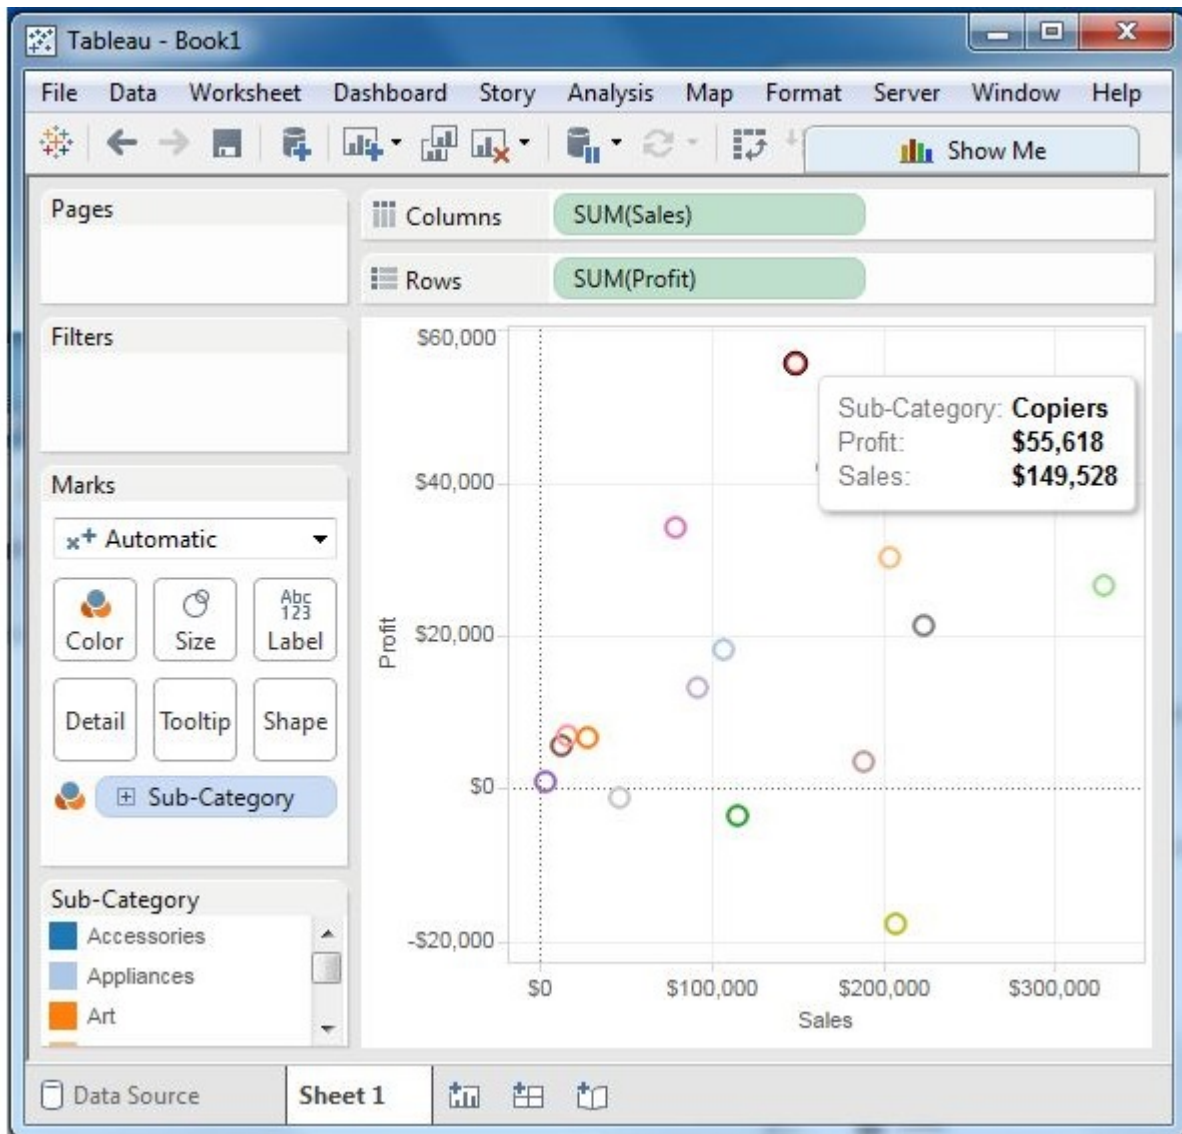 Tableau - Book1
File Data Worksheet Dashboard Story Analysis Map Format Server Window Help
Show Me
Pages
Columns SUM(Sales)
Rows SUM(Profit)
Filters
Marks
Automatic
Color Size Abc 123 Label
Detail Tooltip Shape
Sub-Category
Sub-Category
Accessories
Appliances
Art
$60,000
$40,000
$20,000
$0
-$20,000
Profit
Sub-Category: Copiers
Profit: $55,618
Sales: $149,528
$0 $100,000 $200,000 $300,000
Sales
Data Source Sheet 1